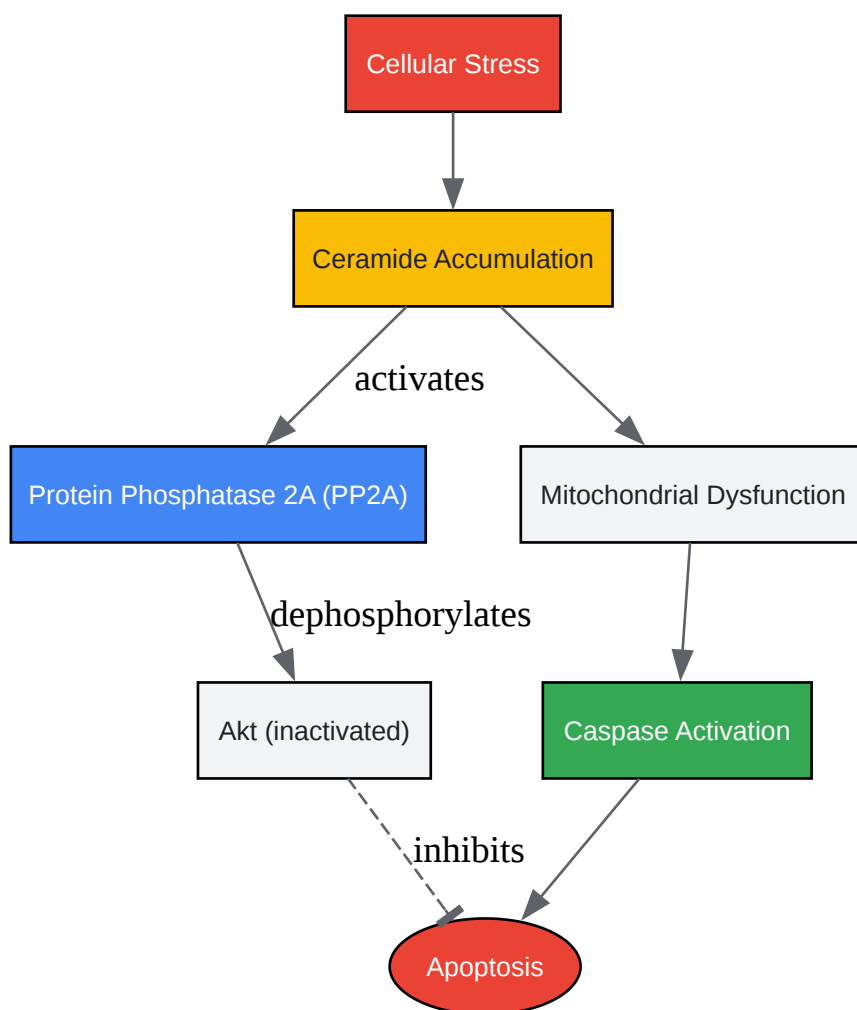 Cellular Stress
Ceramide Accumulation
activates
Protein Phosphatase 2A (PP2A)
Mitochondrial Dysfunction
dephosphorylates
Akt (inactivated)
Caspase Activation
inhibits
Apoptosis